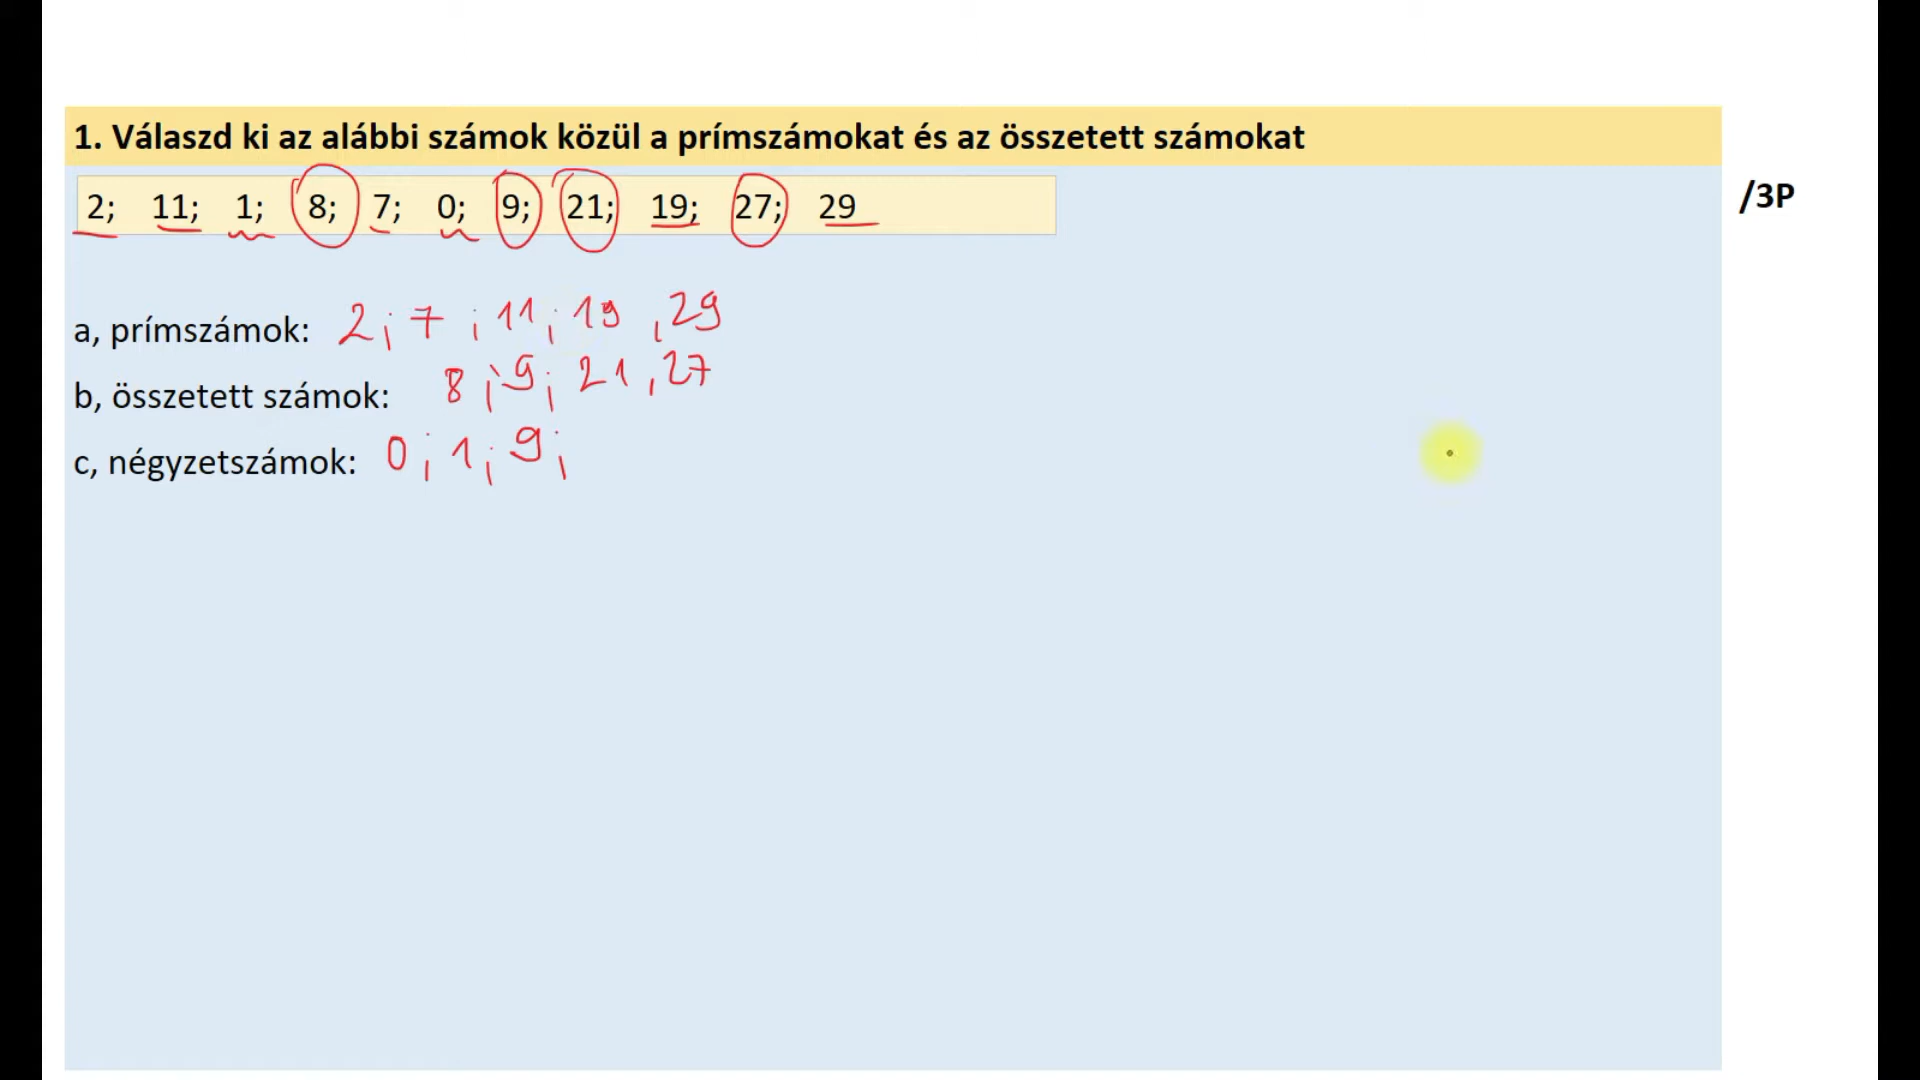 1. Válaszd ki az alábbi számok közül a prímszámokat és az összetett számokat
2; 11; 1; 8; 7; 0; 9; 21; 19; 27; 29
/3P
a, prímszámok: 2; 7; 11; 19, 29
b, összetett számok: 8; 9; 21, 27
c, négyzetszámok: 0; 1; 9;